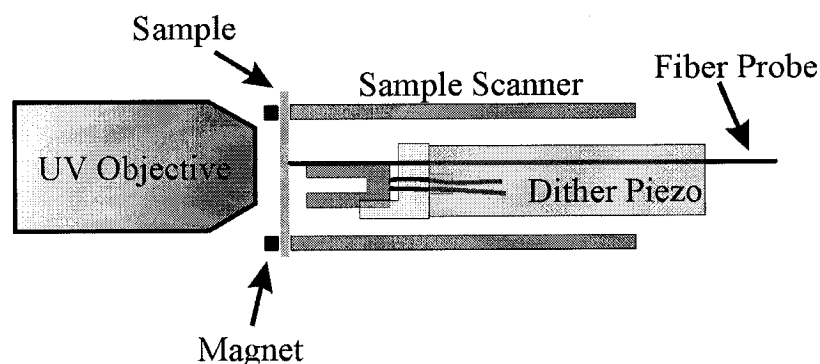 Sample
Fiber Probe
Sample Scanner
UV Objective
Dither Piezo
Magnet